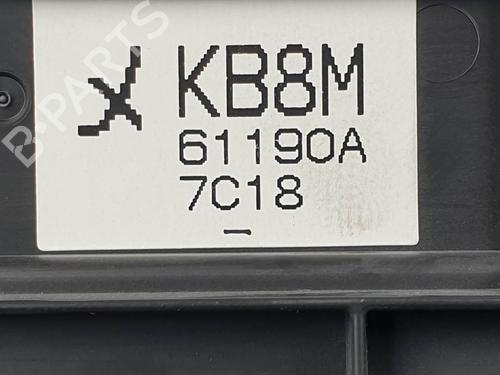 X KB8M
61190A
7C18
-
B-PARTS